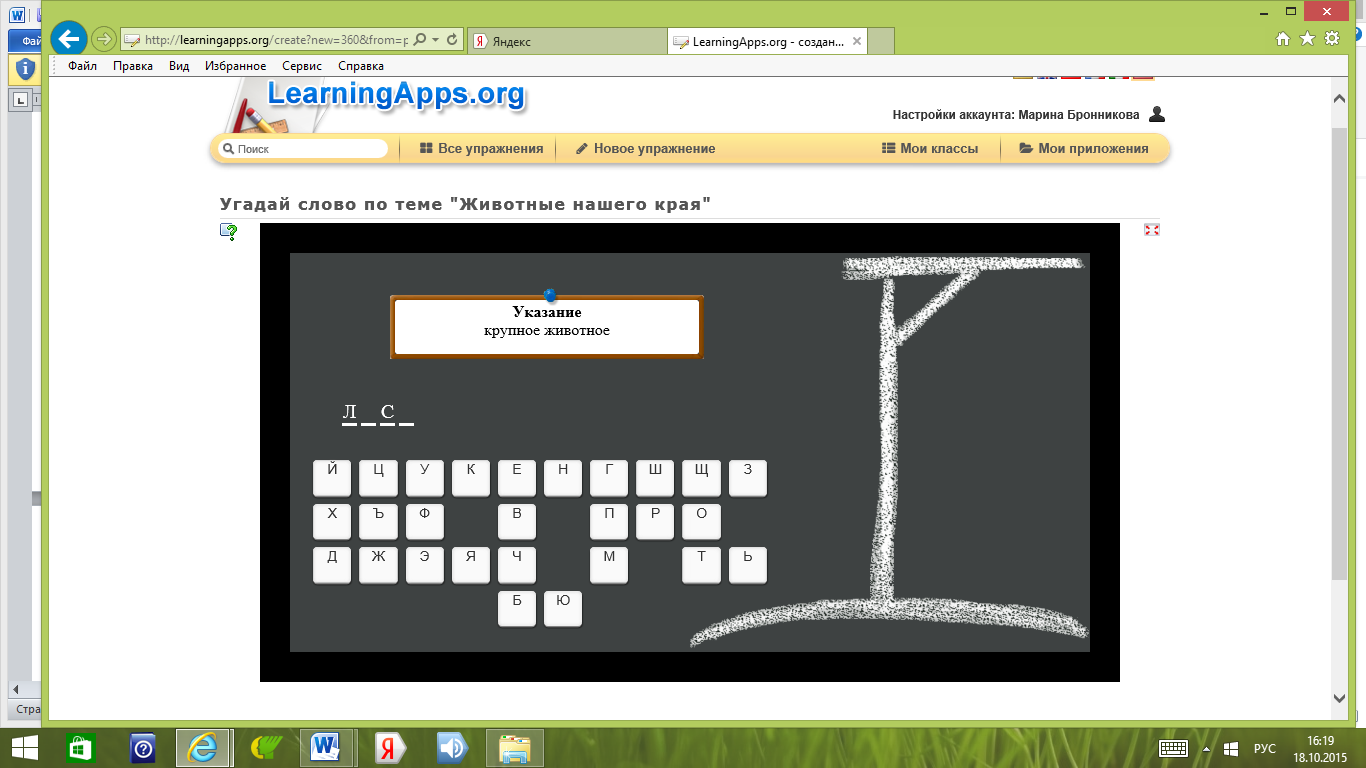 Фай
http://learningapps.org/create?new=360&from=p
Яндекс
LearningApps.org - создан...
Файл Правка Вид Избранное Сервис Справка
LearningApps.org
Настройки аккаунта: Марина Бронникова
Поиск
Все упражнения
Новое упражнение
Мои классы
Мои приложения
Угадай слово по теме "Животные нашего края"
Указание
крупное животное
Л _ С _
Й Ц У К Е Н Г Ш Щ З
Х Ъ Ф В П Р О
Д Ж Э Я Ч М Т Ь
Б Ю
Стра
РУС
16:19
18.10.2015